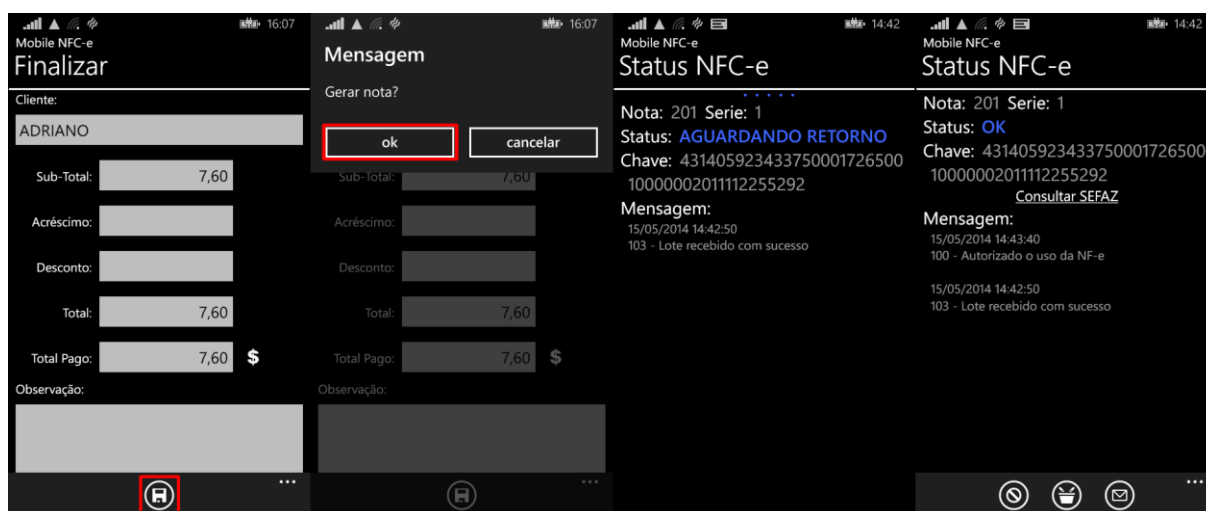 16:07
Mobile NFC-e
Finalizar
Cliente:
ADRIANO
Sub-Total: 7,60
Acréscimo:
Desconto:
Total: 7,60
Total Pago: 7,60 $
Observação:
...
16:07
Mensagem
Gerar nota?
ok cancelar
Sub-Total: 7,60
Acréscimo:
Desconto:
Total: 7,60
Total Pago: 7,60 $
Observação:
...
14:42
Mobile NFC-e
Status NFC-e
Nota: 201 Serie: 1
Status: AGUARDANDO RETORNO
Chave: 431405923433750001726500
10000002011112255292
Mensagem:
15/05/2014 14:42:50
103 - Lote recebido com sucesso
14:42
Mobile NFC-e
Status NFC-e
Nota: 201 Serie: 1
Status: OK
Chave: 431405923433750001726500
10000002011112255292
Consultar SEFAZ
Mensagem:
15/05/2014 14:43:40
100 - Autorizado o uso da NF-e
15/05/2014 14:42:50
103 - Lote recebido com sucesso
...